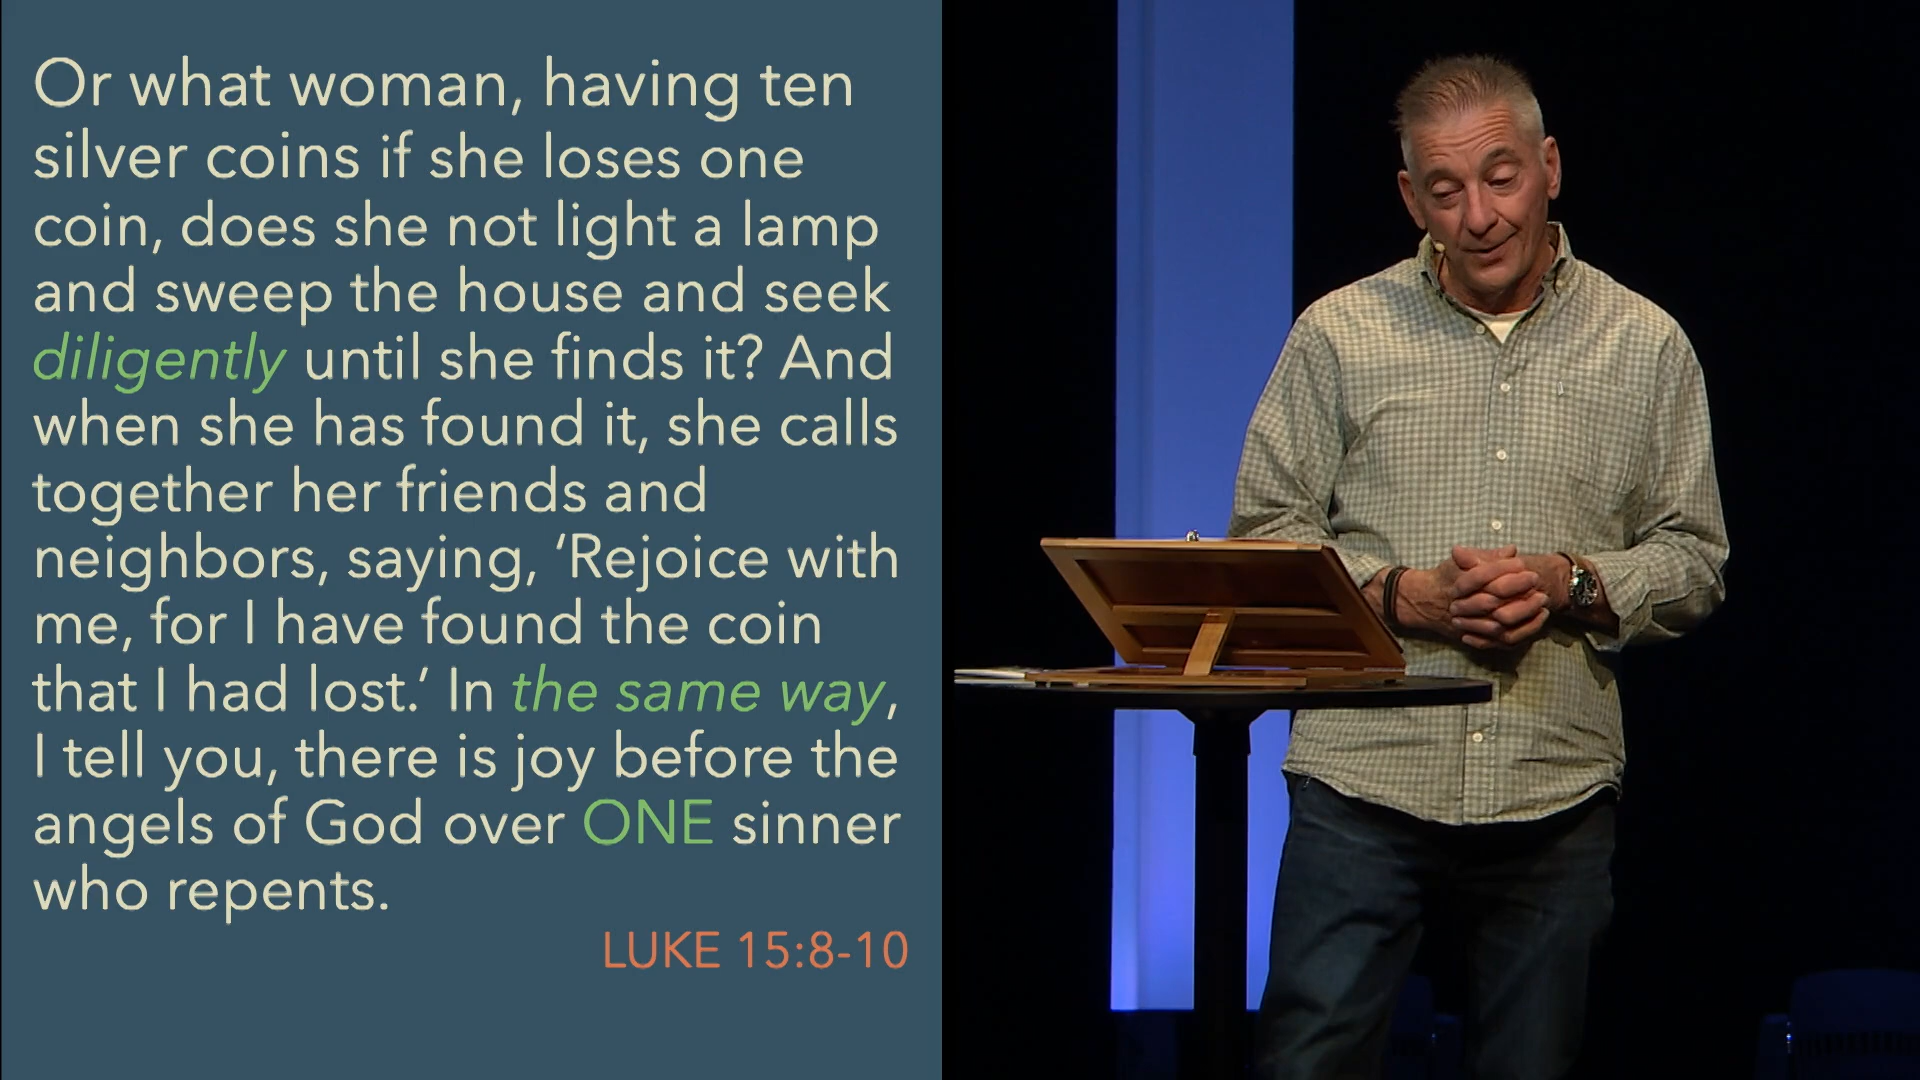 Or what woman, having ten
silver coins if she loses one
coin, does she not light a lamp
and sweep the house and seek
diligently until she finds it? And
when she has found it, she calls
together her friends and
neighbors, saying, ‘Rejoice with
me, for I have found the coin
that I had lost.’ In the same way,
I tell you, there is joy before the
angels of God over ONE sinner
who repents.
LUKE 15:8-10